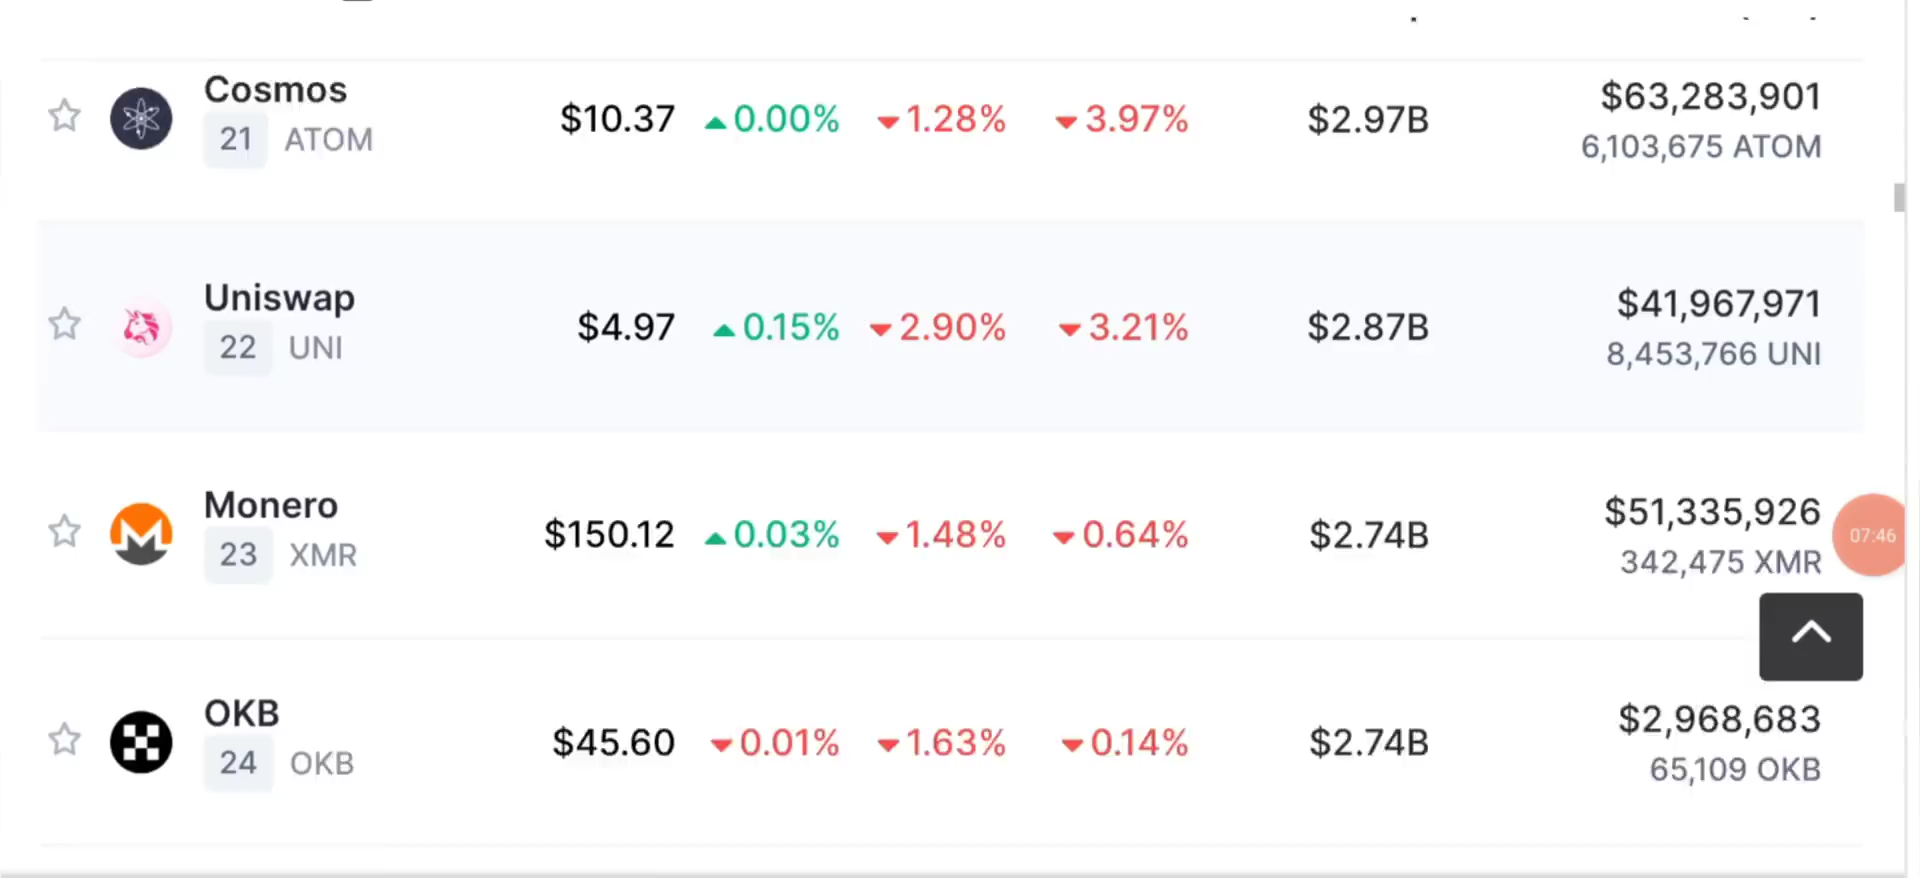 Cosmos
21 ATOM
$10.37 0.00% 1.28% 3.97% $2.97B
$63,283,901
6,103,675 ATOM
Uniswap
22 UNI
$4.97 0.15% 2.90% 3.21% $2.87B
$41,967,971
8,453,766 UNI
Monero
23 XMR
$150.12 0.03% 1.48% 0.64% $2.74B
$51,335,926
342,475 XMR
07:46
OKB
24 OKB
$45.60 0.01% 1.63% 0.14% $2.74B
$2,968,683
65,109 OKB